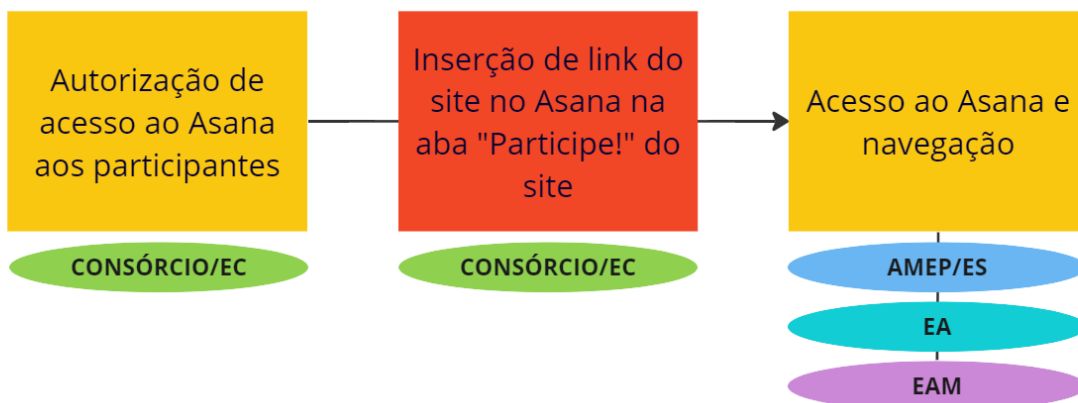 Autorização de
acesso ao Asana
aos participantes
Inserção de link do
site no Asana na
aba "Participe!" do
site
Acesso ao Asana e
navegação
CONSÓRCIO/EC
CONSÓRCIO/EC
AMEP/ES
EA
EAM